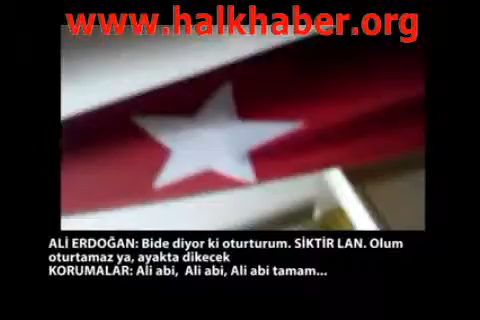 www.halkhaber.org
ALİ ERDOĞAN: Bide diyor ki oturturum. SİKTİR LAN. Olum
oturtamaz ya, ayakta dikecek
KORUMALAR: Ali abi,  Ali abi, Ali abi tamam...